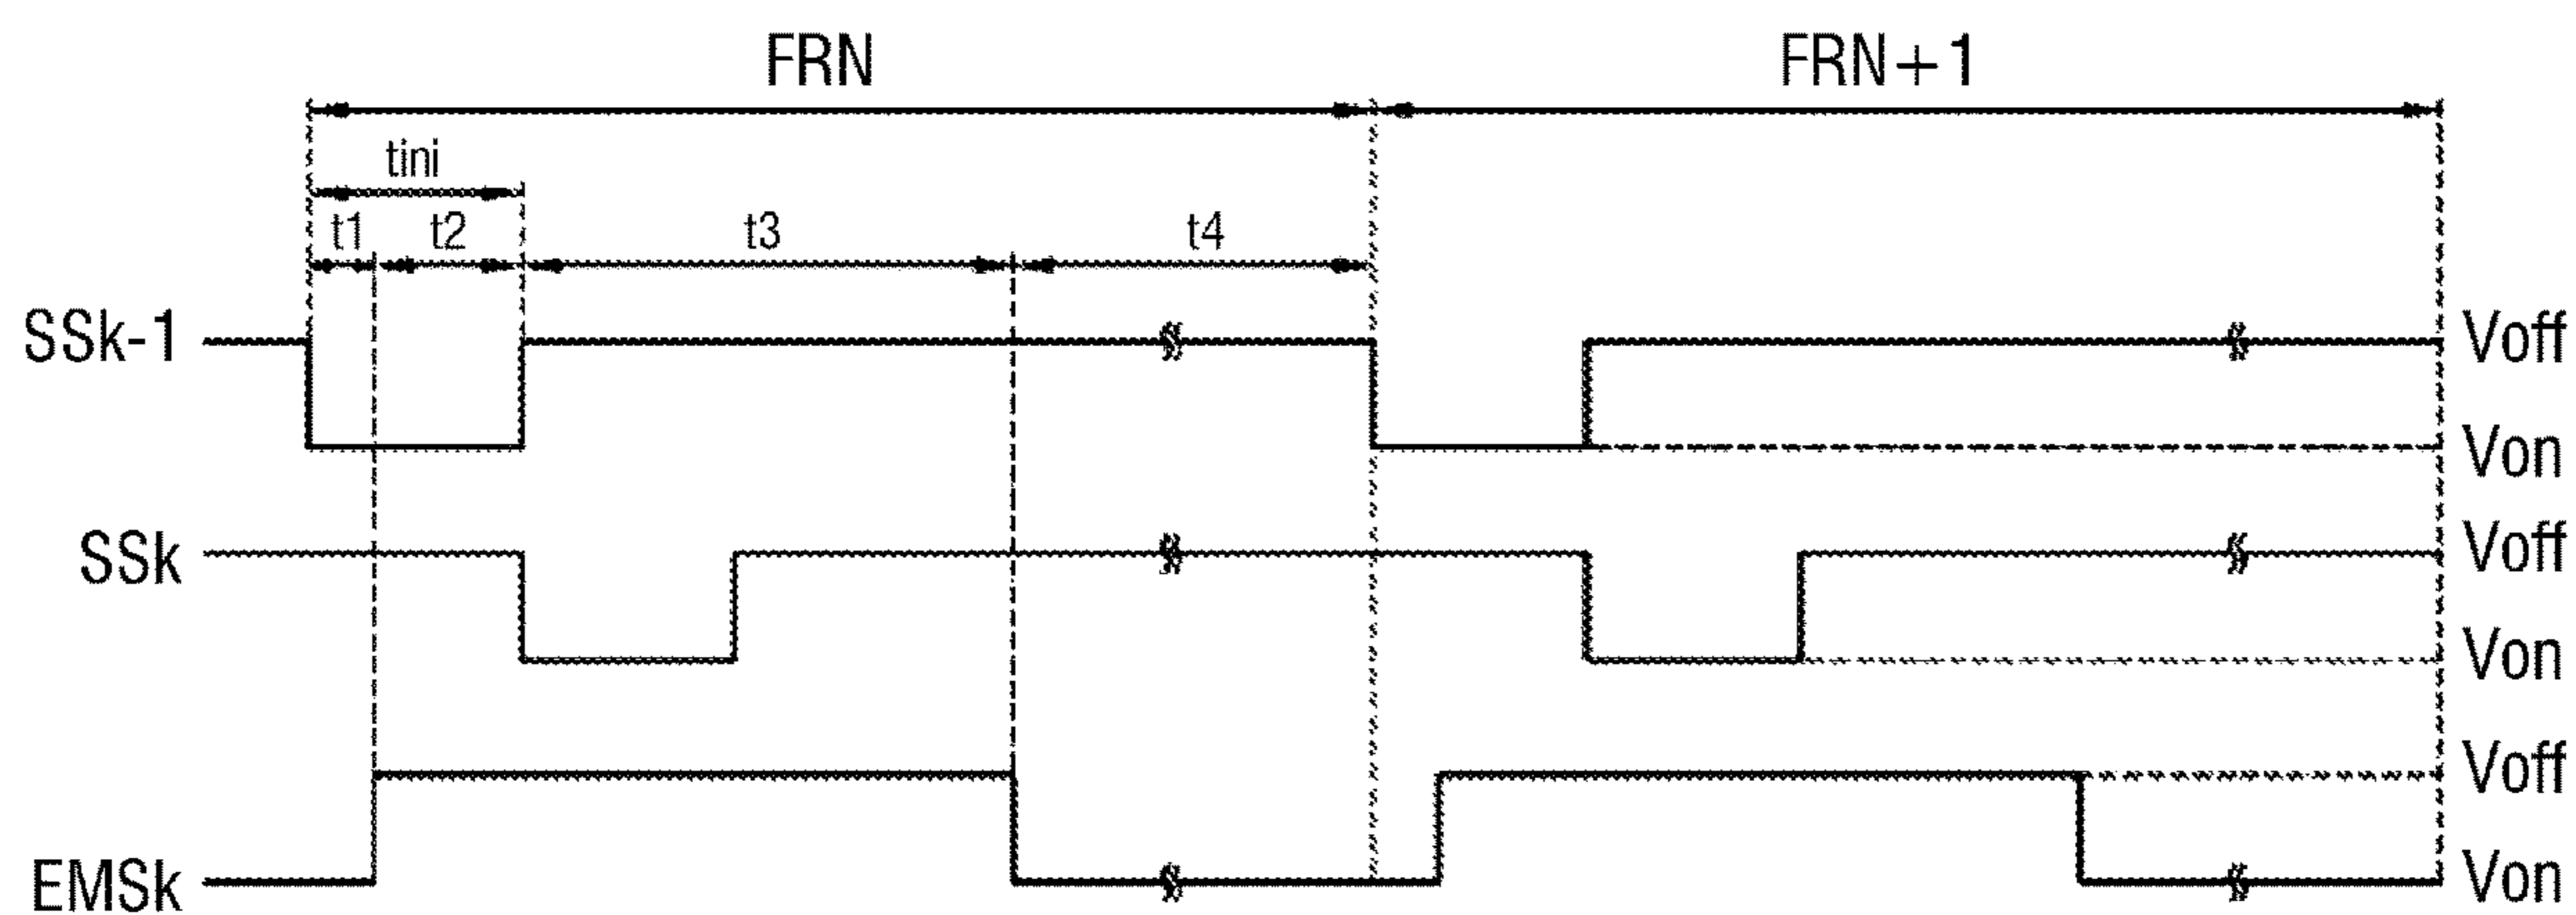 FRN FRN+1
tini
t1 t2 t3 t4
SSk-1 Voff
Von
SSk Voff
Von
Voff
EMSk Von